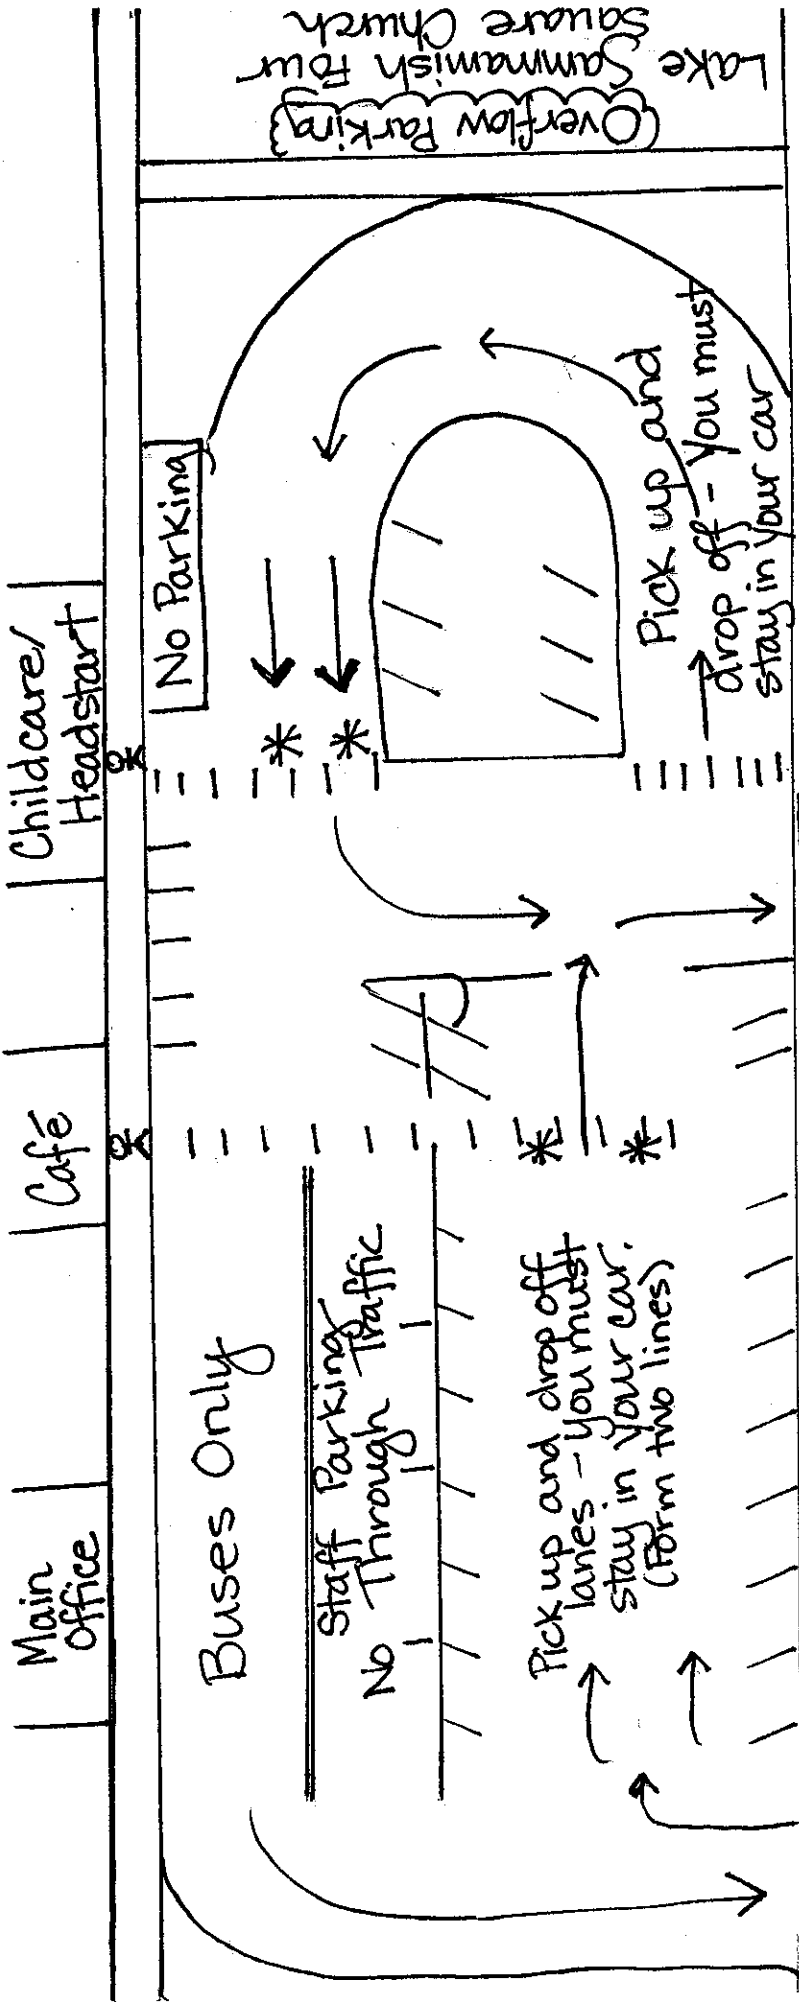 Main
Office
Café
Childcare/
Headstart
OK
OK
Buses Only
Staff Parking
No Through Traffic
Pick up and drop off
lanes - You must
stay in your car.
(Form two lines)
No Parking
Pick up and
drop off - You must
stay in your car
(Overflow Parking)
Lake Sammamish Four
Square Church